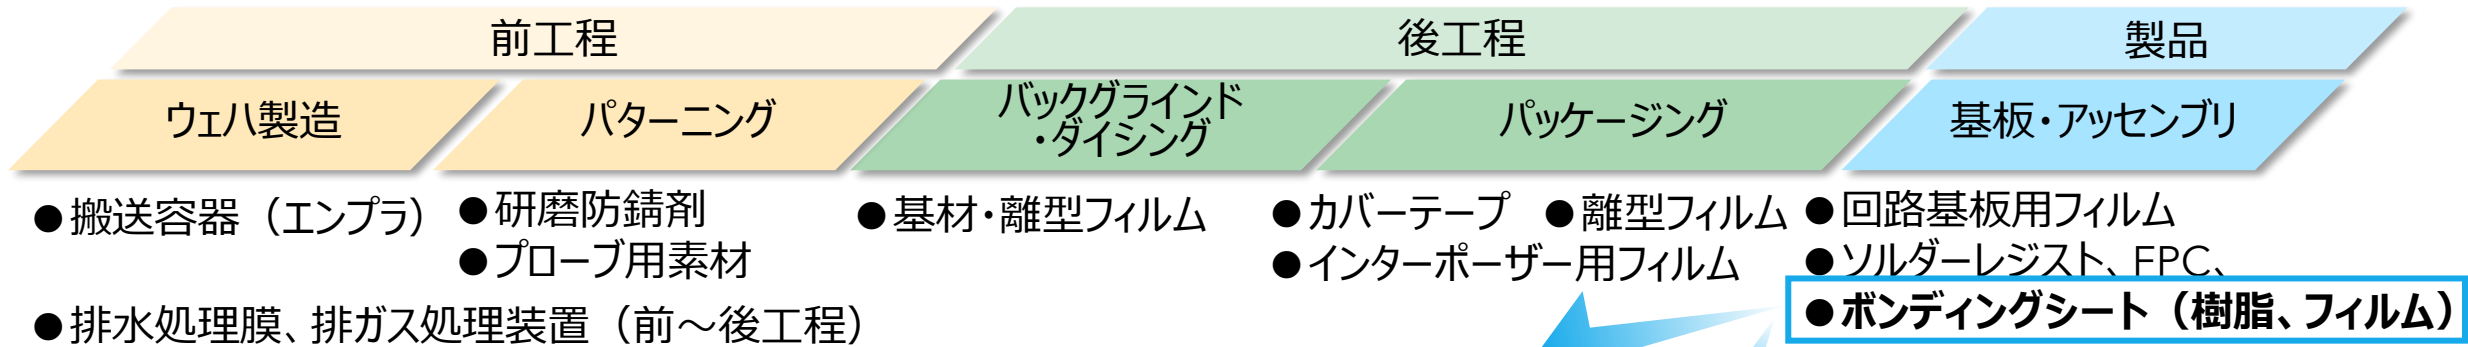 前工程
後工程
製品
ウェハ製造
パターニング
バックグラインド
・ダイシング
パッケージング
基板・アッセンブリ
●搬送容器（エンプラ）
●研磨防錆剤
●プローブ用素材
●排水処理膜、排ガス処理装置（前～後工程）
●基材・離型フィルム
●カバーテープ ●離型フィルム
●インターポーザー用フィルム
●回路基板用フィルム
●ソルダーレジスト、FPC、
●ボンディングシート（樹脂、フィルム）